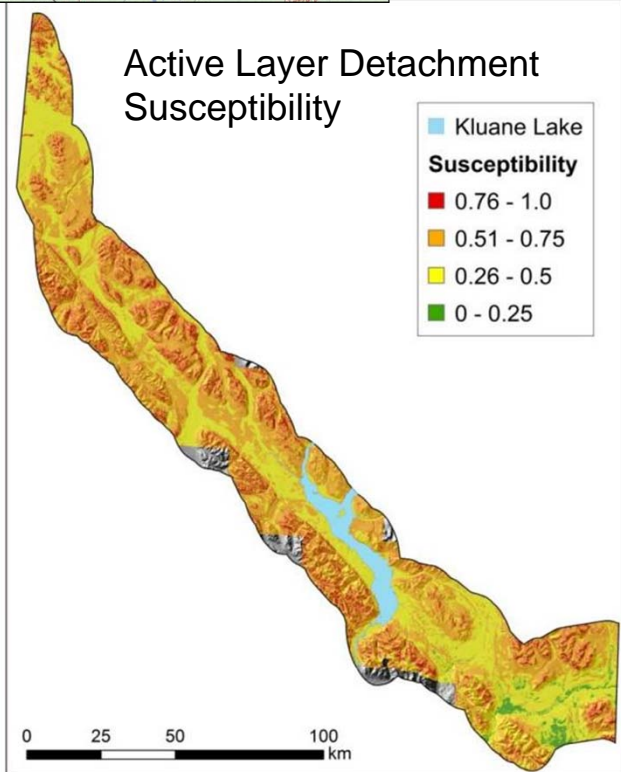 Active Layer Detachment
Susceptibility
Kluane Lake
Susceptibility
0.76 - 1.0
0.51 - 0.75
0.26 - 0.5
0 - 0.25
0 25 50 100
km